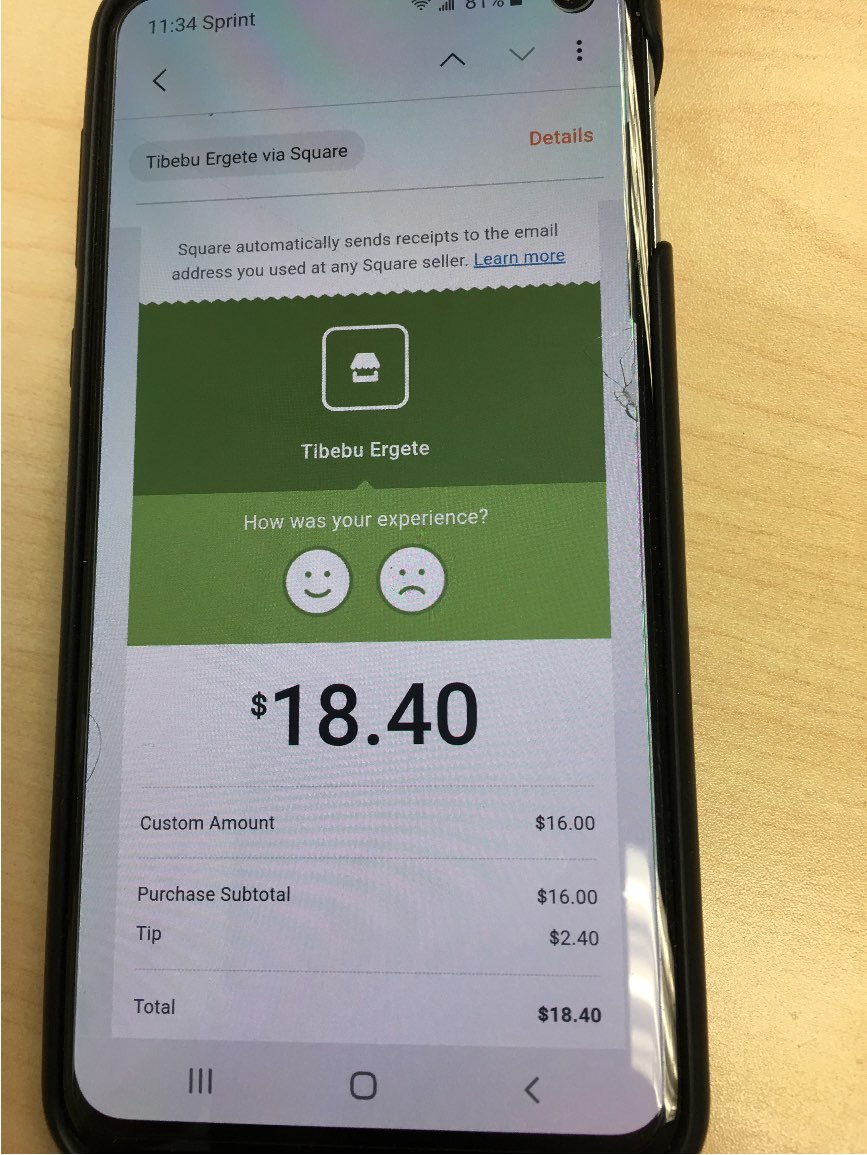 11:34 Sprint
81%
Tibebu Ergete via Square
Details
Square automatically sends receipts to the email
address you used at any Square seller. Learn more
Tibebu Ergete
How was your experience?
$18.40
Custom Amount $16.00
Purchase Subtotal $16.00
Tip $2.40
Total $18.40